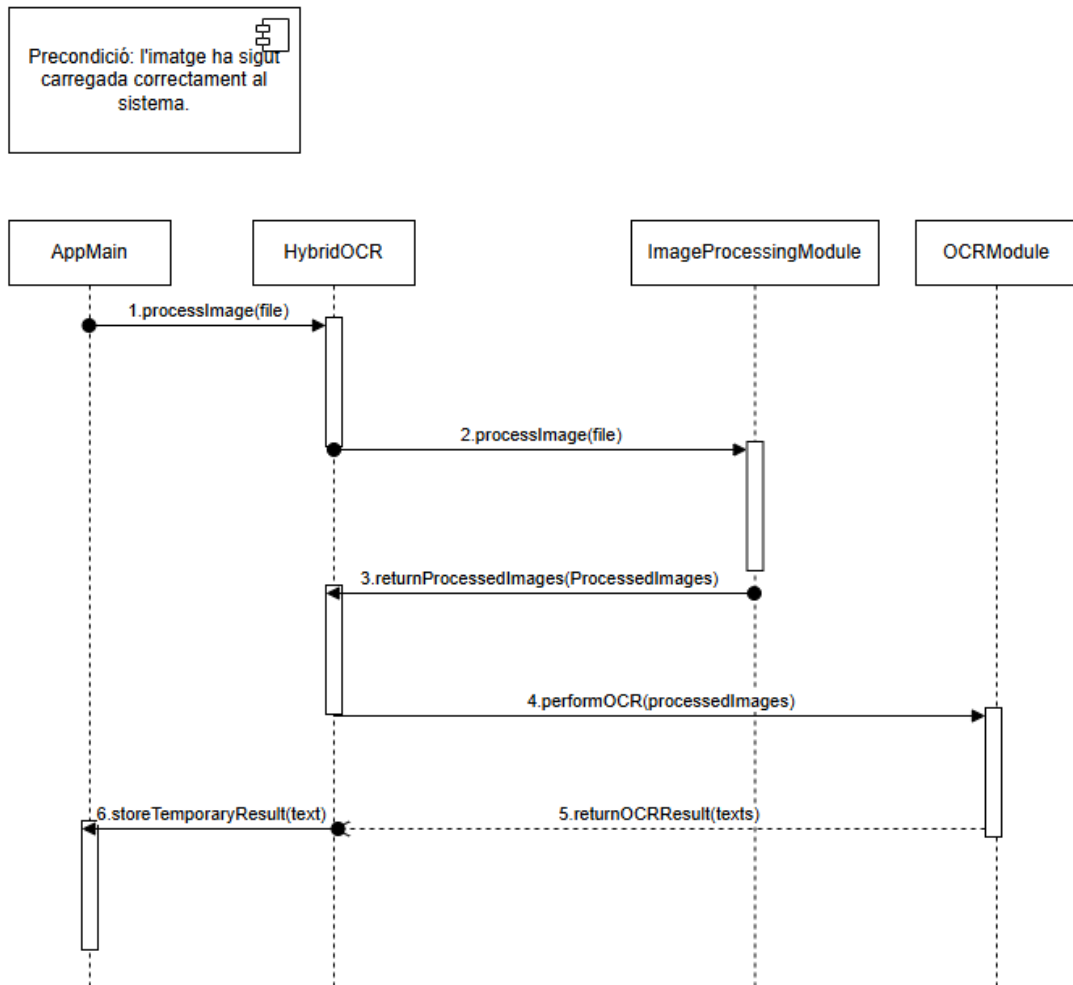 Precondició: l'imatge ha sigut
carregada correctament al
sistema.
AppMain
HybridOCR
ImageProcessingModule
OCRModule
1.processImage(file)
2.processImage(file)
3.returnProcessedImages(ProcessedImages)
4.performOCR(processedImages)
6.storeTemporaryResult(text)
5.returnOCRResult(texts)